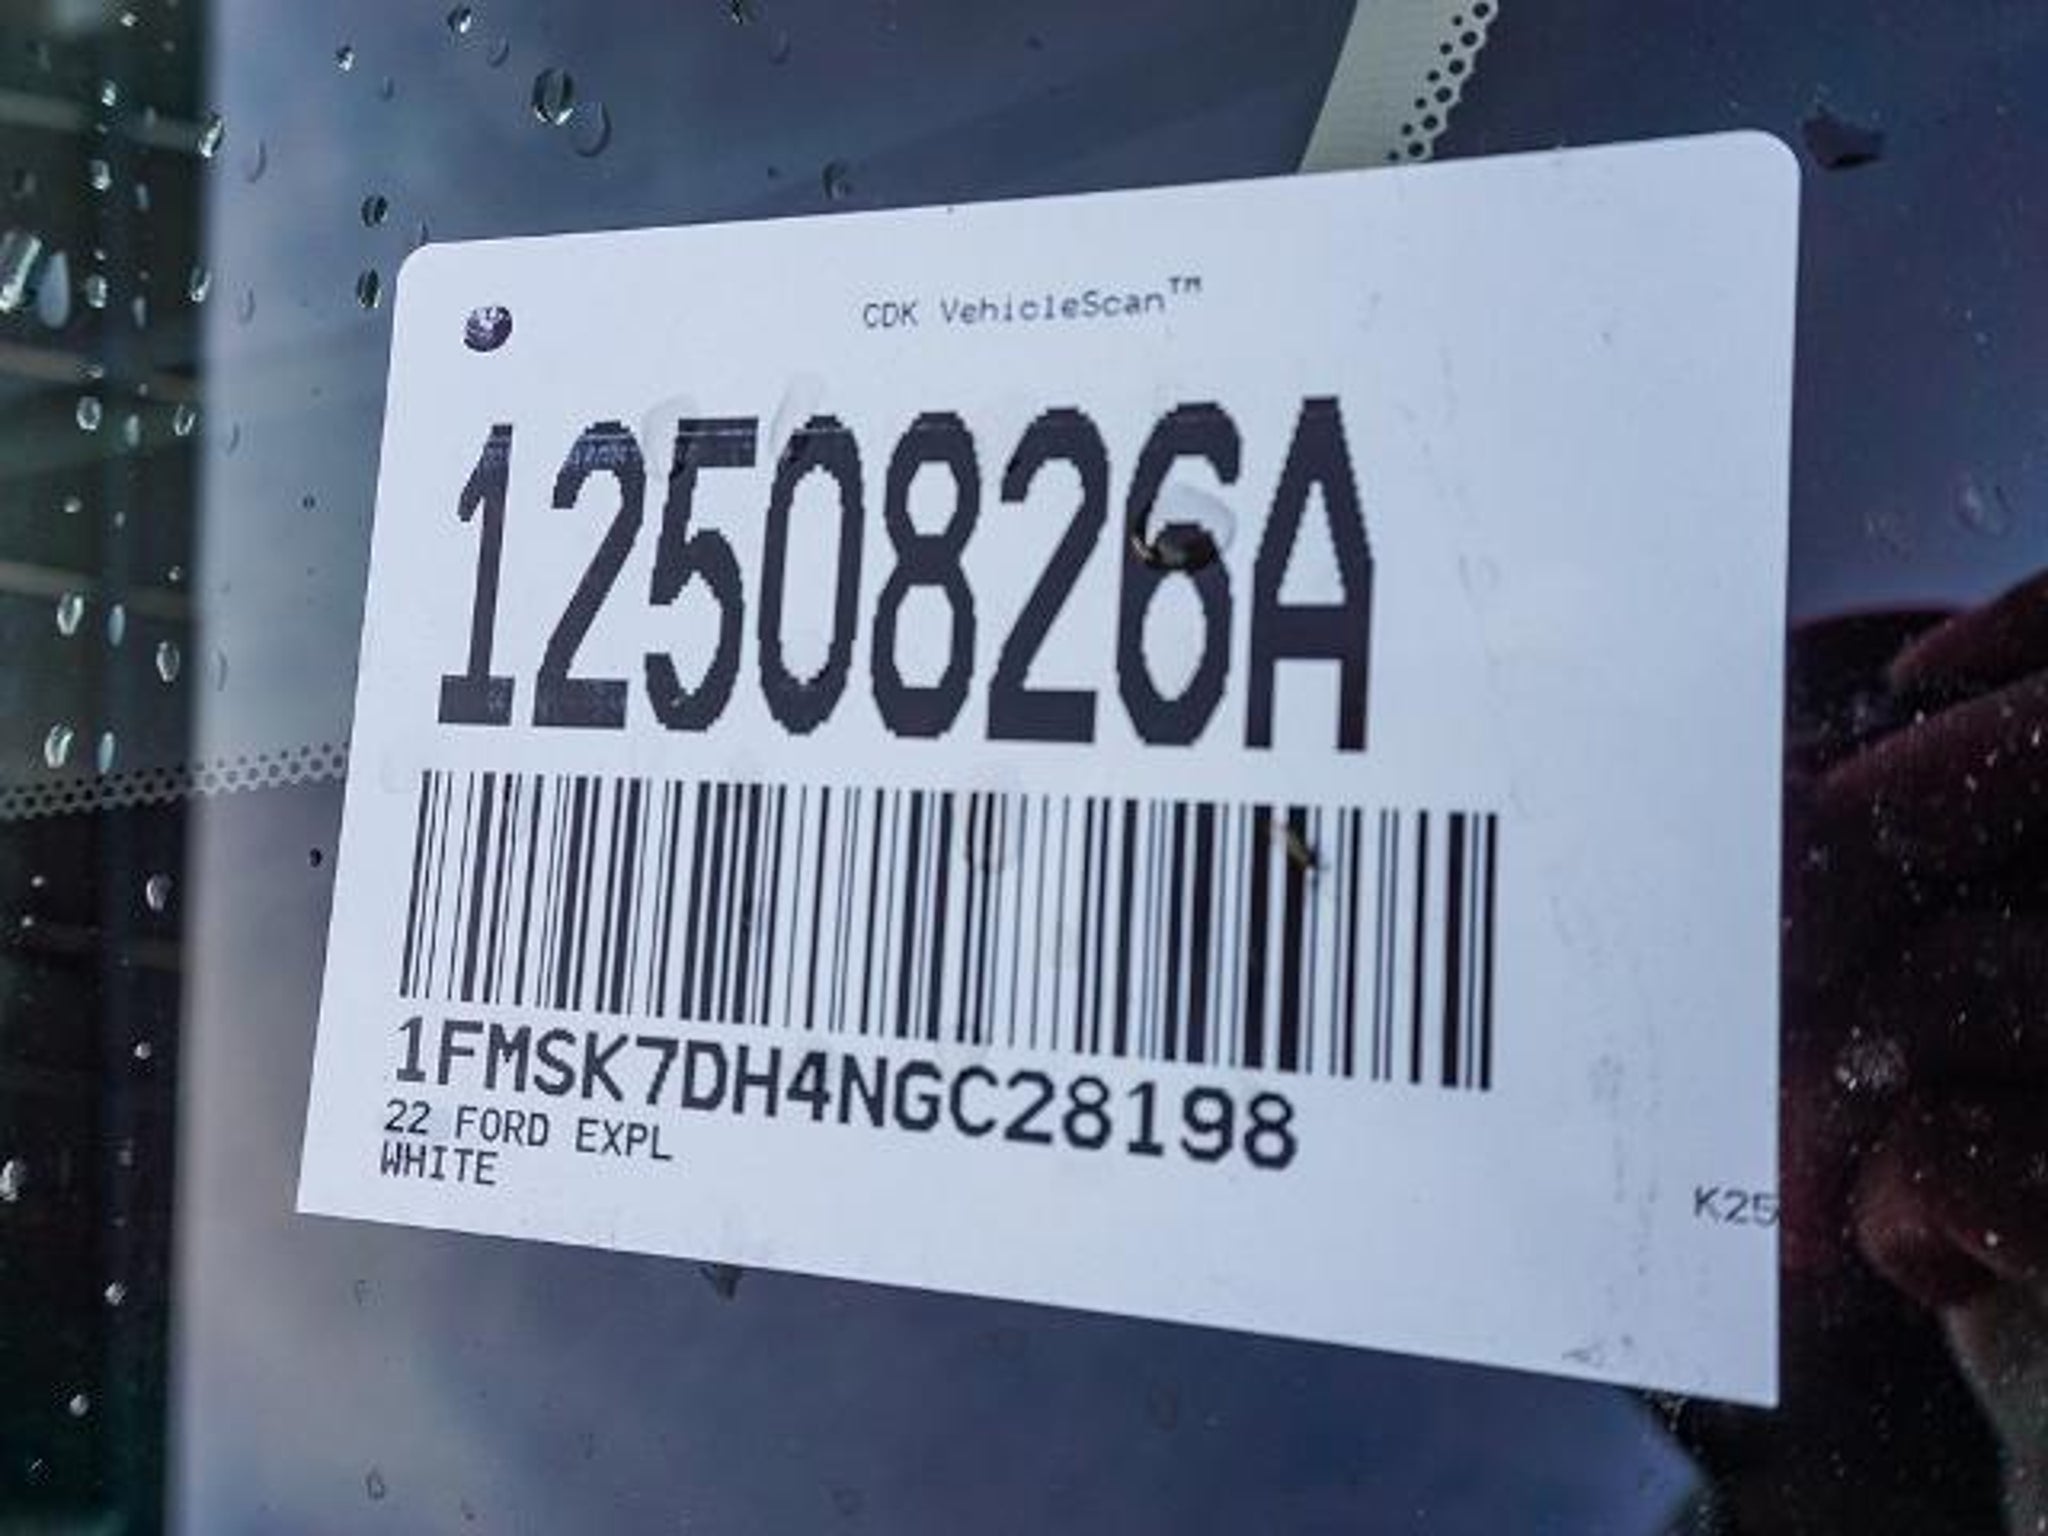 CDK VehicleScan™
1250826A
1FMSK7DH4NGC28198
22 FORD EXPL
WHITE
K25